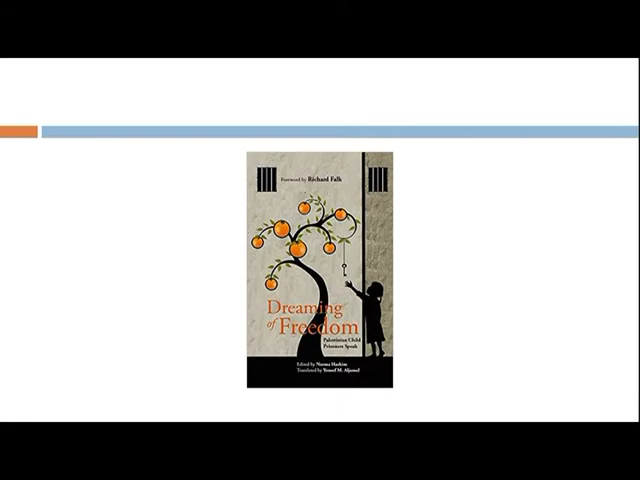 Foreword by Richard Falk
Dreaming
of Freedom
Palestinian Child
Prisoners Speak
Edited by Norma Hashim
Translated by Yousef M. Aljamal